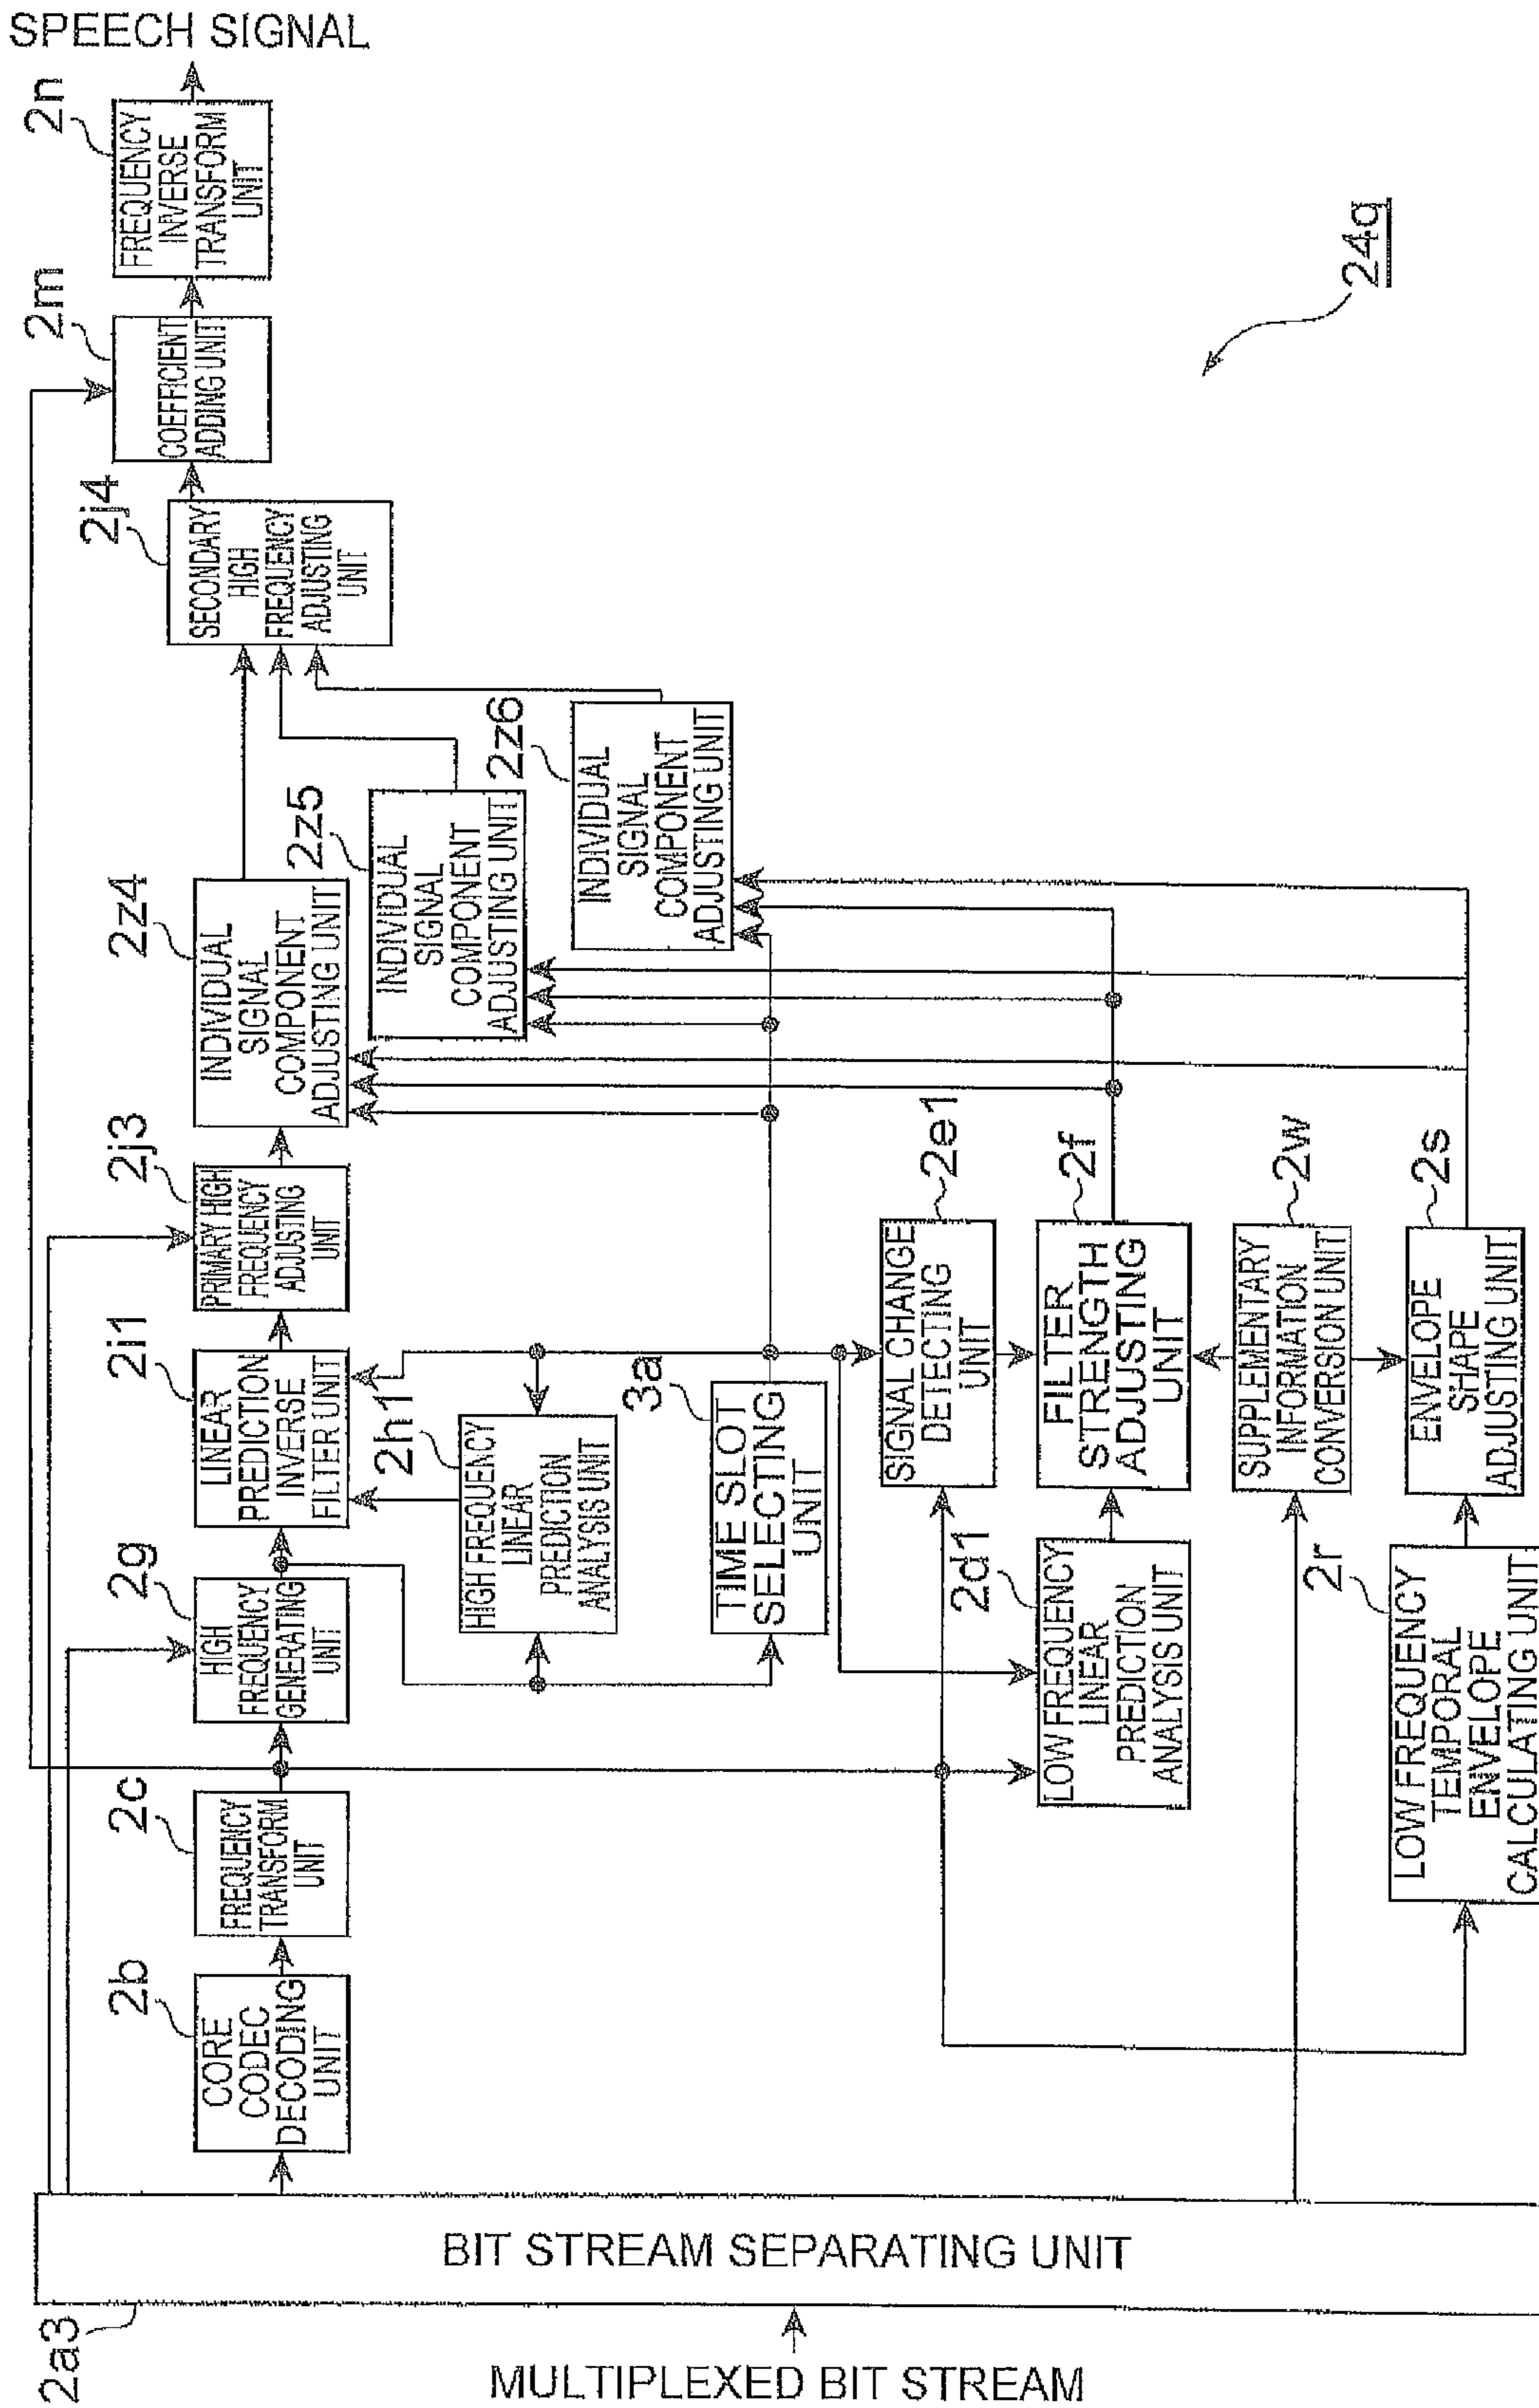 SPEECH SIGNAL
2n
FREQUENCY
INVERSE
TRANSFORM
UNIT
2m
COEFFICIENT
ADDING UNIT
2j4
SECONDARY
HIGH
FREQUENCY
ADJUSTING
UNIT
2z4
INDIVIDUAL
SIGNAL
COMPONENT
ADJUSTING UNIT
2z5
INDIVIDUAL
SIGNAL
COMPONENT
ADJUSTING UNIT
2z6
INDIVIDUAL
SIGNAL
COMPONENT
ADJUSTING UNIT
2j3
PRIMARY HIGH
FREQUENCY
ADJUSTING
UNIT
2i1
LINEAR
PREDICTION
INVERSE
FILTER UNIT
2h1
HIGH FREQUENCY
LINEAR
PREDICTION
ANALYSIS UNIT
3a
TIME SLOT
SELECTING
UNIT
2e1
SIGNAL CHANGE
DETECTING
UNIT
2f
FILTER
STRENGTH
ADJUSTING
UNIT
2w
SUPPLEMENTARY
INFORMATION
CONVERSION UNIT
2s
ENVELOPE
SHAPE
ADJUSTING UNIT
2g
HIGH
FREQUENCY
GENERATING
UNIT
2d1
LOW FREQUENCY
LINEAR
PREDICTION
ANALYSIS UNIT
2r
LOW FREQUENCY
TEMPORAL
ENVELOPE
CALCULATING UNIT
2c
FREQUENCY
TRANSFORM
UNIT
2b
CORE
CODEC
DECODING
UNIT
2a3
BIT STREAM SEPARATING UNIT
MULTIPLEXED BIT STREAM
24q